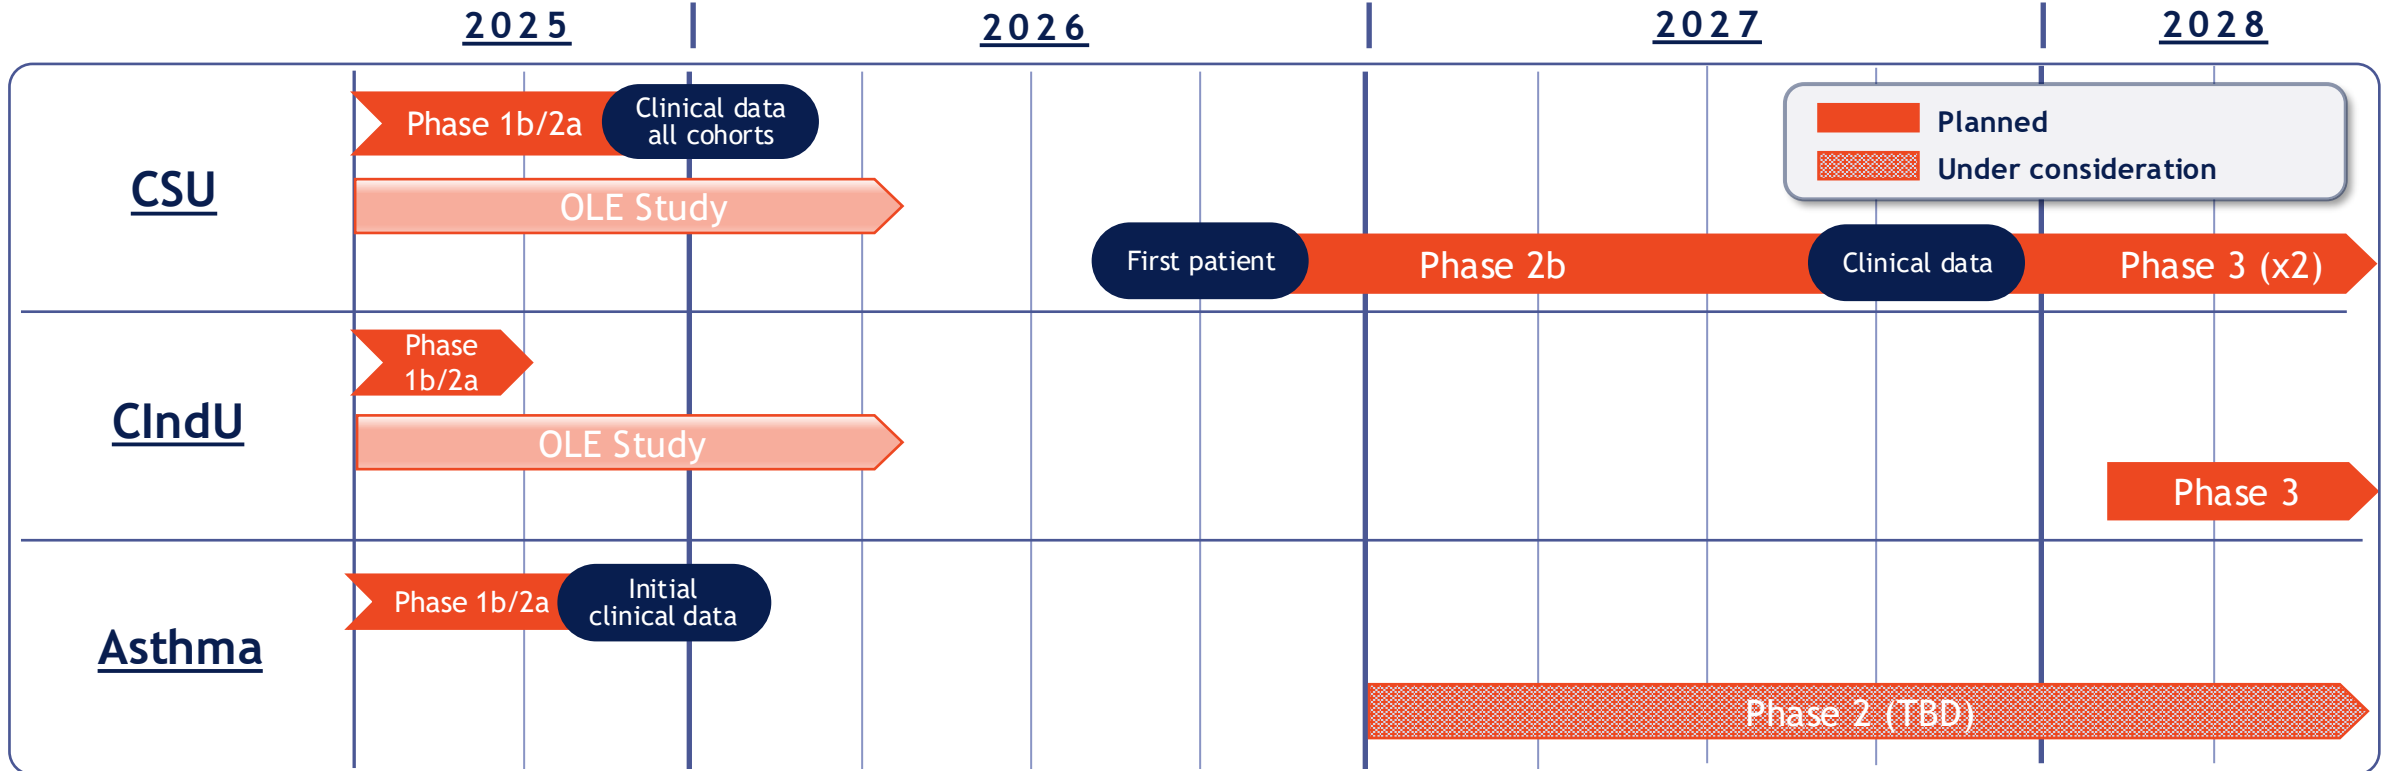 2025
2026
2027
2028
CSU
Phase 1b/2a
Clinical data
all cohorts
Planned
Under consideration
OLE Study
First patient
Phase 2b
Clinical data
Phase 3 (x2)
CIndU
Phase
1b/2a
OLE Study
Phase 3
Asthma
Phase 1b/2a
Initial
clinical data
Phase 2 (TBD)